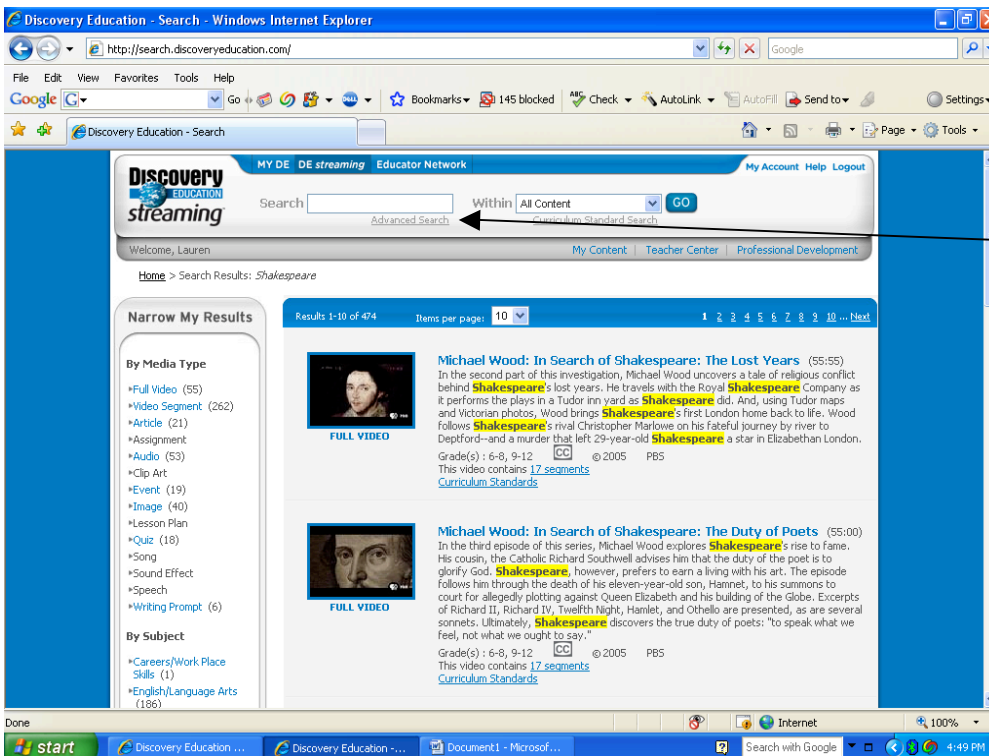 Discovery Education - Search - Windows Internet Explorer
http://search.discoveryeducation.com/
Google
File Edit View Favorites Tools Help
Google G Go Bookmarks 145 blocked ABC Check AutoLink AutoFill Send to Settings
Discovery Education - Search Page Tools
MY DE DE streaming Educator Network My Account Help Logout
DISCOVERY
EDUCATION
streaming
Search Within All Content GO
Advanced Search Curriculum Standard Search
Welcome, Lauren My Content | Teacher Center | Professional Development
Home > Search Results: Shakespeare
Narrow My Results
By Media Type
Full Video (55)
Video Segment (262)
Article (21)
Assignment
Audio (53)
Clip Art
Event (19)
Image (40)
Lesson Plan
Quiz (18)
Song
Sound Effect
Speech
Writing Prompt (6)
By Subject
Careers/Work Place
Skills (1)
English/Language Arts
(186)
Results 1-10 of 474 Items per page: 10 1 2 3 4 5 6 7 8 9 10 ... Next
Michael Wood: In Search of Shakespeare: The Lost Years (55:55)
In the second part of this investigation, Michael Wood uncovers a tale of religious conflict
behind Shakespeare's lost years. He travels with the Royal Shakespeare Company as
it performs the plays in a Tudor inn yard as Shakespeare did. And, using Tudor maps
and Victorian photos, Wood brings Shakespeare's first London home back to life. Wood
follows Shakespeare's rival Christopher Marlowe on his fateful journey by river to
Deptford--and a murder that left 29-year-old Shakespeare a star in Elizabethan London.
FULL VIDEO
Grade(s) : 6-8, 9-12 CC © 2005 PBS
This video contains 17 segments
Curriculum Standards
Michael Wood: In Search of Shakespeare: The Duty of Poets (55:00)
In the third episode of this series, Michael Wood explores Shakespeare's rise to fame.
His cousin, the Catholic Richard Southwell advises him that the duty of the poet is to
glorify God. Shakespeare, however, prefers to earn a living with his art. The episode
follows him through the death of his eleven-year-old son, Hamnet, to his summons to
court for allegedly plotting against Queen Elizabeth and his building of the Globe. Excerpts
of Richard II, Richard IV, Twelfth Night, Hamlet, and Othello are presented, as are several
sonnets. Ultimately, Shakespeare discovers the true duty of poets: "to speak what we
feel, not what we ought to say."
FULL VIDEO
Grade(s) : 6-8, 9-12 CC © 2005 PBS
This video contains 17 segments
Curriculum Standards
Done Internet 100%
start Discovery Education ... Discovery Education -... Document1 - Microsof... Search with Google 4:49 PM